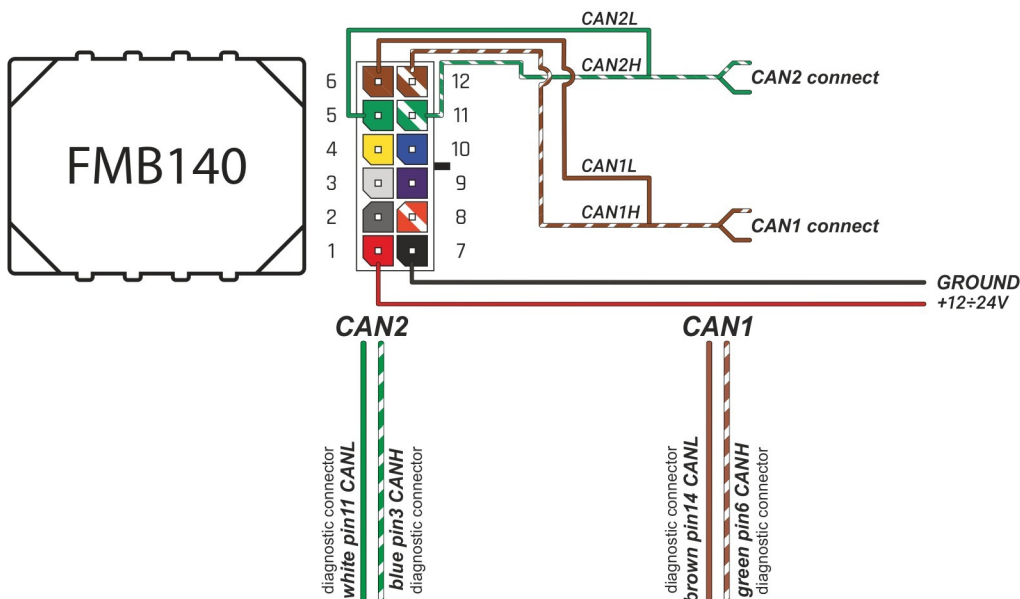 CAN2L
CAN2H
CAN2 connect
FMB140
6 12
5 11
4 10
3 9
2 8
1 7
CAN1L
CAN1H
CAN1 connect
GROUND
+12÷24V
CAN2
CAN1
diagnostic connector
white pin11 CANL
blue pin3 CANH
diagnostic connector
diagnostic connector
brown pin14 CANL
green pin6 CANH
diagnostic connector